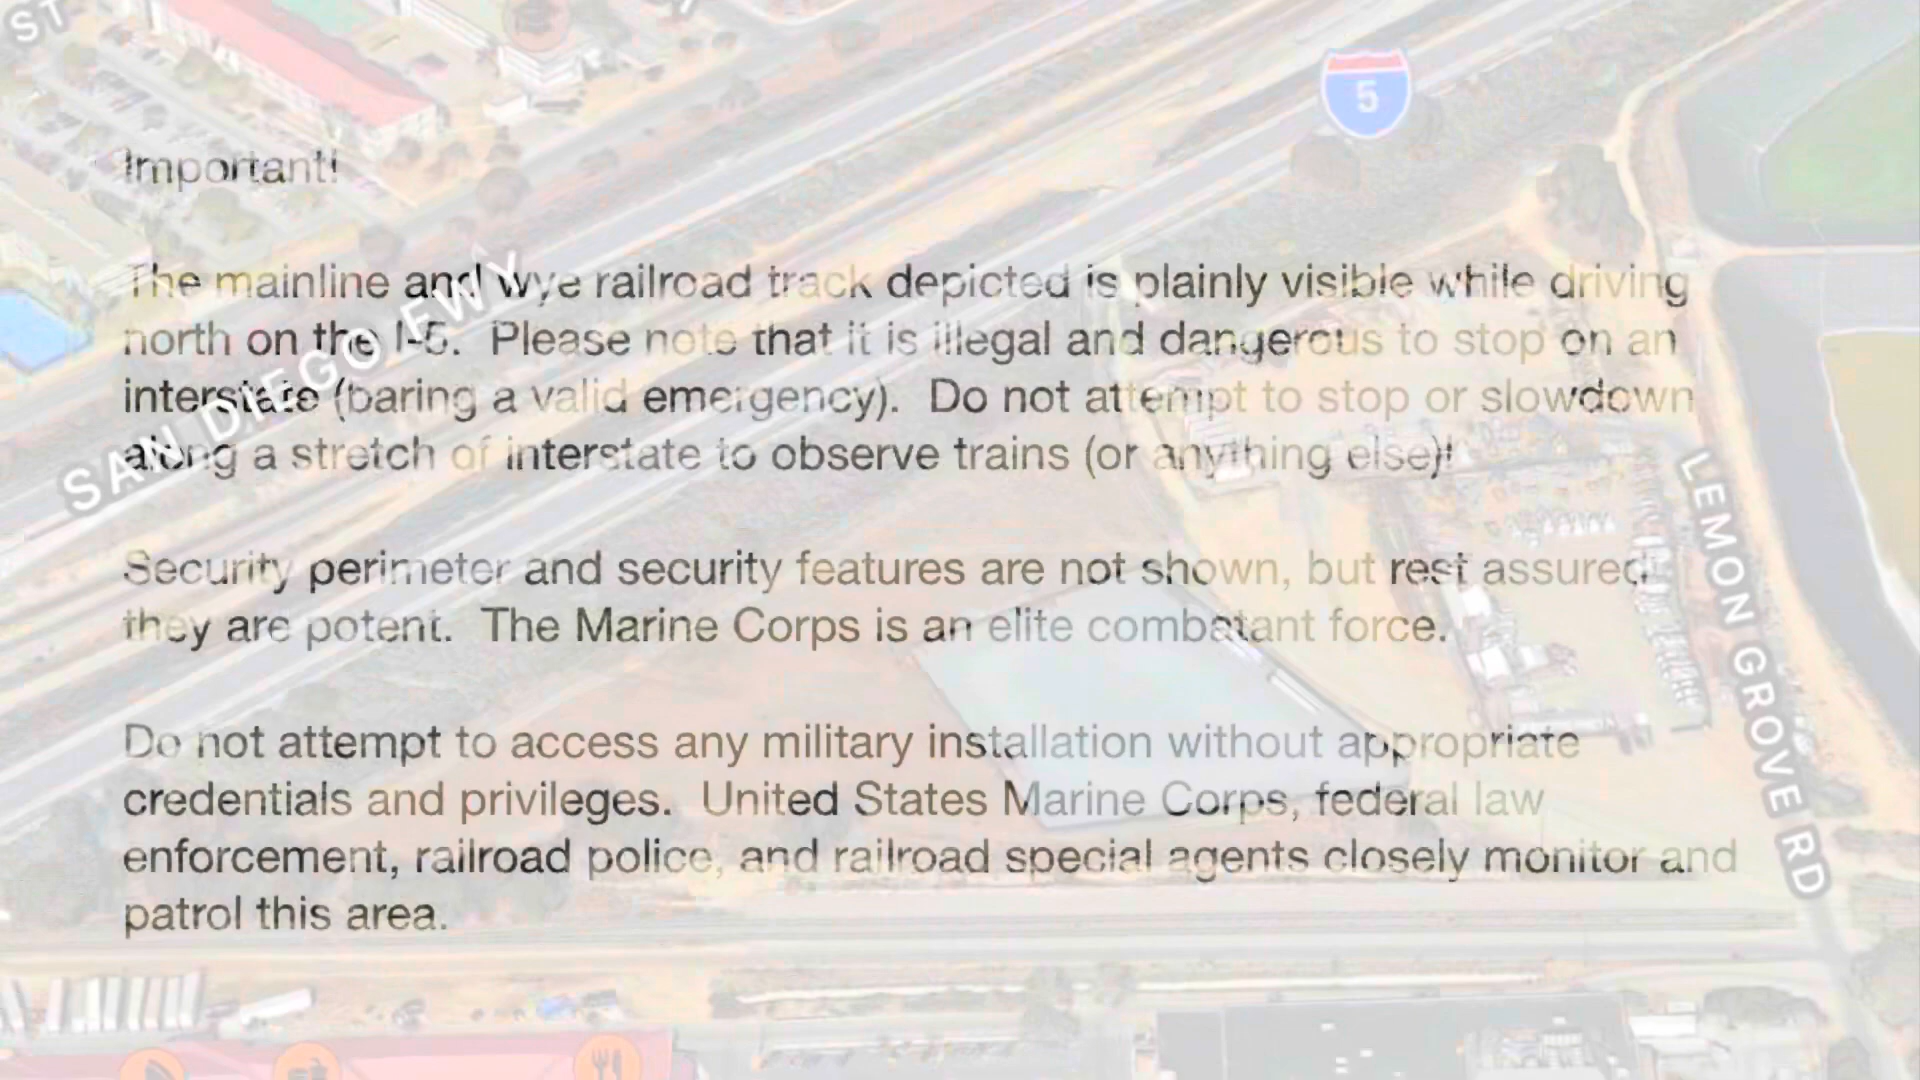 ST
5
Important!
The mainline and wye railroad track depicted is plainly visible while driving
north on the I-5.  Please note that it is illegal and dangerous to stop on an
interstate (baring a valid emergency).  Do not attempt to stop or slowdown
along a stretch of interstate to observe trains (or anything else)!
SAN DIEGO FWY
Security perimeter and security features are not shown, but rest assured
they are potent.  The Marine Corps is an elite combatant force.
LEMON GROVE RD
Do not attempt to access any military installation without appropriate
credentials and privileges.  United States Marine Corps, federal law
enforcement, railroad police, and railroad special agents closely monitor and
patrol this area.